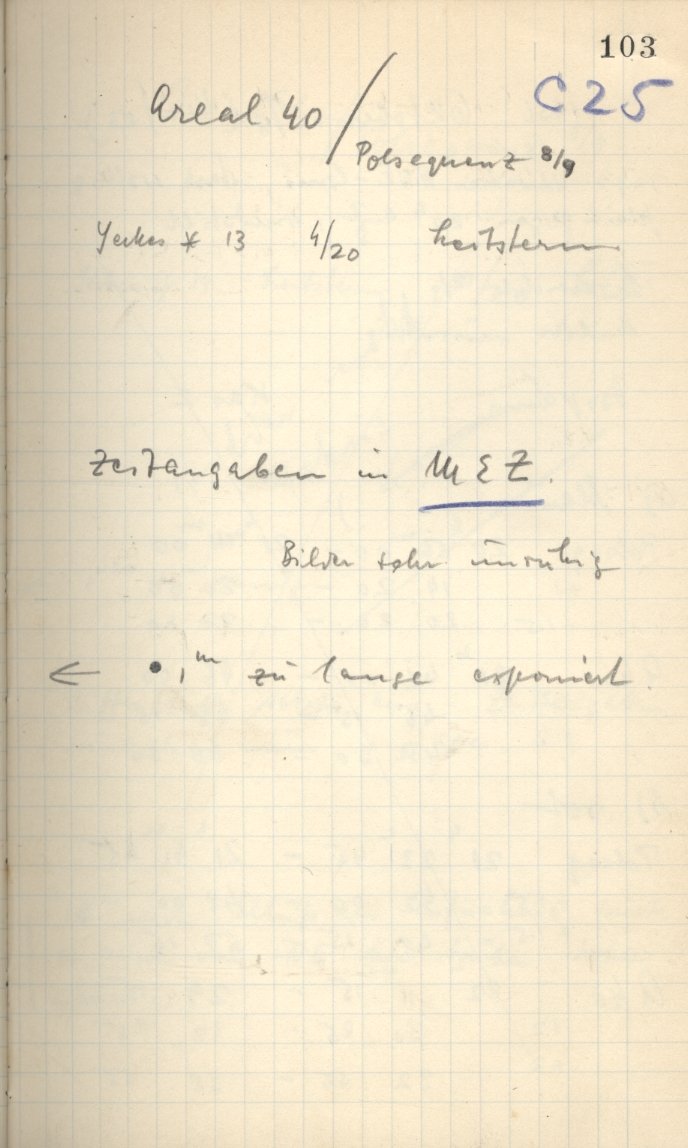 103
C25
Areal 40 /
Polsequenz 8/9
Yerkes * 13 4/20 Leitstern
Zeitangaben in MEZ.
Bilder sehr unruhig
← •,m zu lange exponiert.